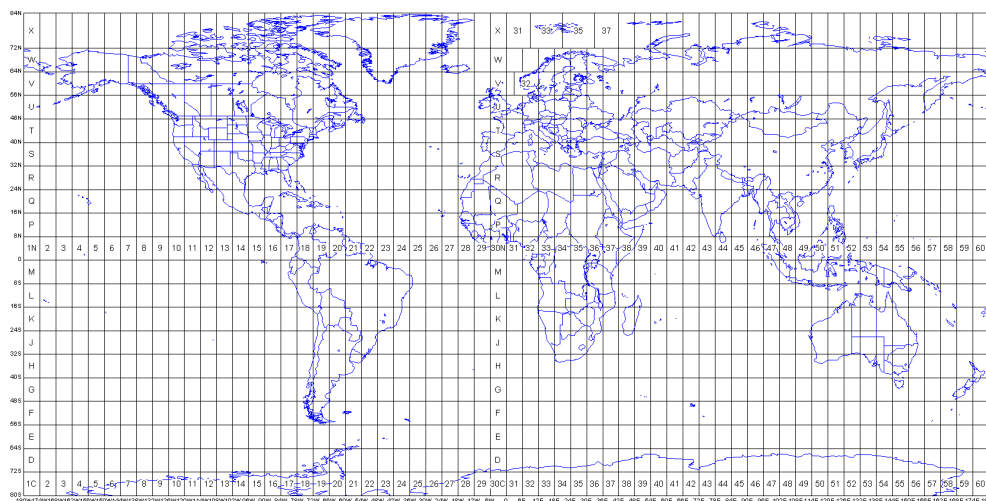 84N
X X 31 33 35 37
72N
W W
64N
V V 32
56N
U U
48N
T T
40N
S S
32N
R R
24N
Q Q
16N
P P
8N
1N 2 3 4 5 6 7 8 9 10 11 12 13 14 15 16 17 18 19 20 21 22 23 24 25 26 27 28 29 30N 31 32 33 34 35 36 37 38 39 40 41 42 43 44 45 46 47 48 49 50 51 52 53 54 55 56 57 58 59 60
0
M M
8S
L L
16S
K K
24S
J J
32S
H H
40S
G G
48S
F F
56S
E E
64S
D D
72S
1C 2 3 4 5 6 7 8 9 10 11 12 13 14 15 16 17 18 19 20 21 22 23 24 25 26 27 28 29 30C 31 32 33 34 35 36 37 38 39 40 41 42 43 44 45 46 47 48 49 50 51 52 53 54 55 56 57 58 59 60
80S